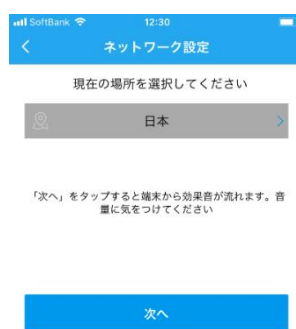 SoftBank 12:30
ネットワーク設定
現在の場所を選択してください
日本
「次へ」をタップすると端末から効果音が流れます。音
量に気をつけてください
次へ